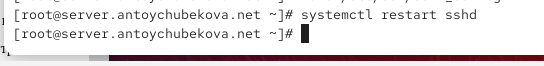 [root@server.antoychubekova.net ~]# systemctl restart sshd
[root@server.antoychubekova.net ~]#